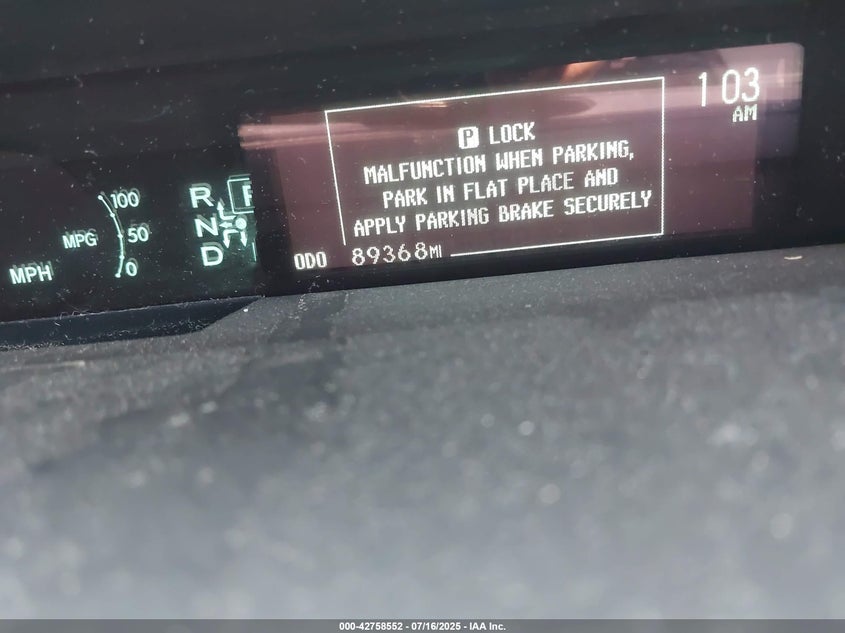 1 03
AM
P LOCK
MALFUNCTION WHEN PARKING,
PARK IN FLAT PLACE AND
APPLY PARKING BRAKE SECURELY
ODO 89368MI
100
MPG 50
0
MPH
R
N
D
000-42758552 - 07/16/2025 - IAA Inc.